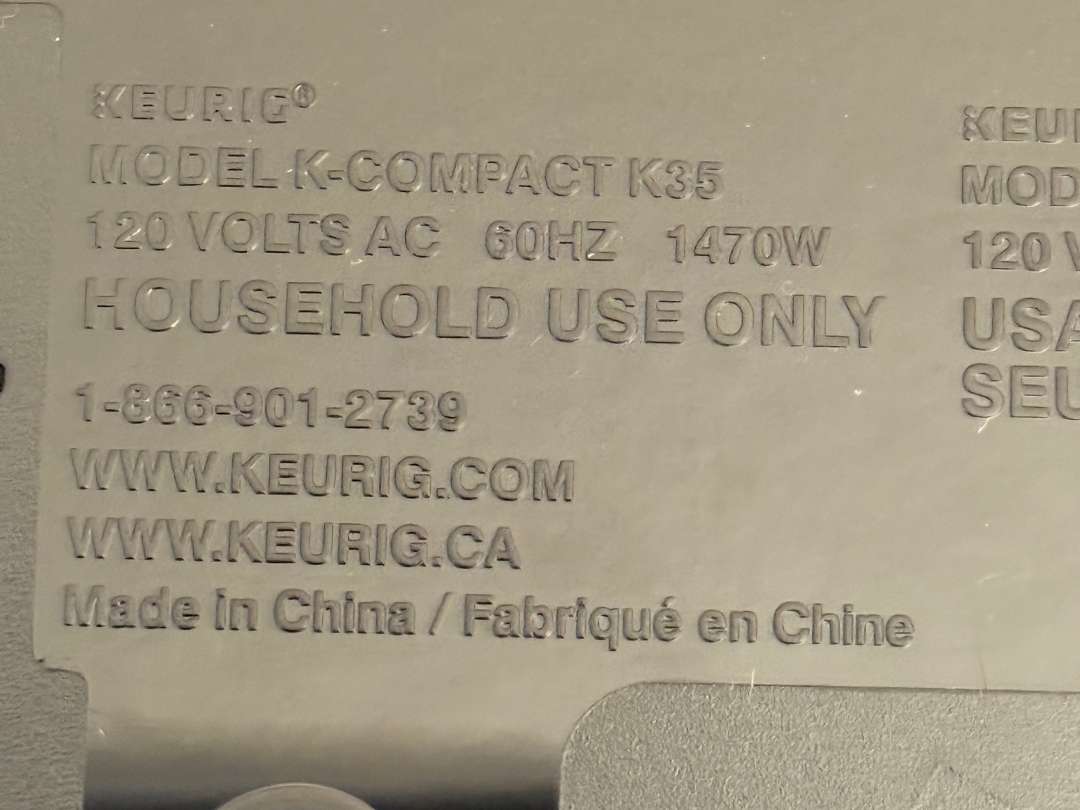 KEURIG®
MODEL K-COMPACT K35
120 VOLTS AC 60HZ 1470W
HOUSEHOLD USE ONLY
1-866-901-2739
WWW.KEURIG.COM
WWW.KEURIG.CA
Made in China / Fabriqué en Chine
KEU
MOD
120 V
USA
SEU